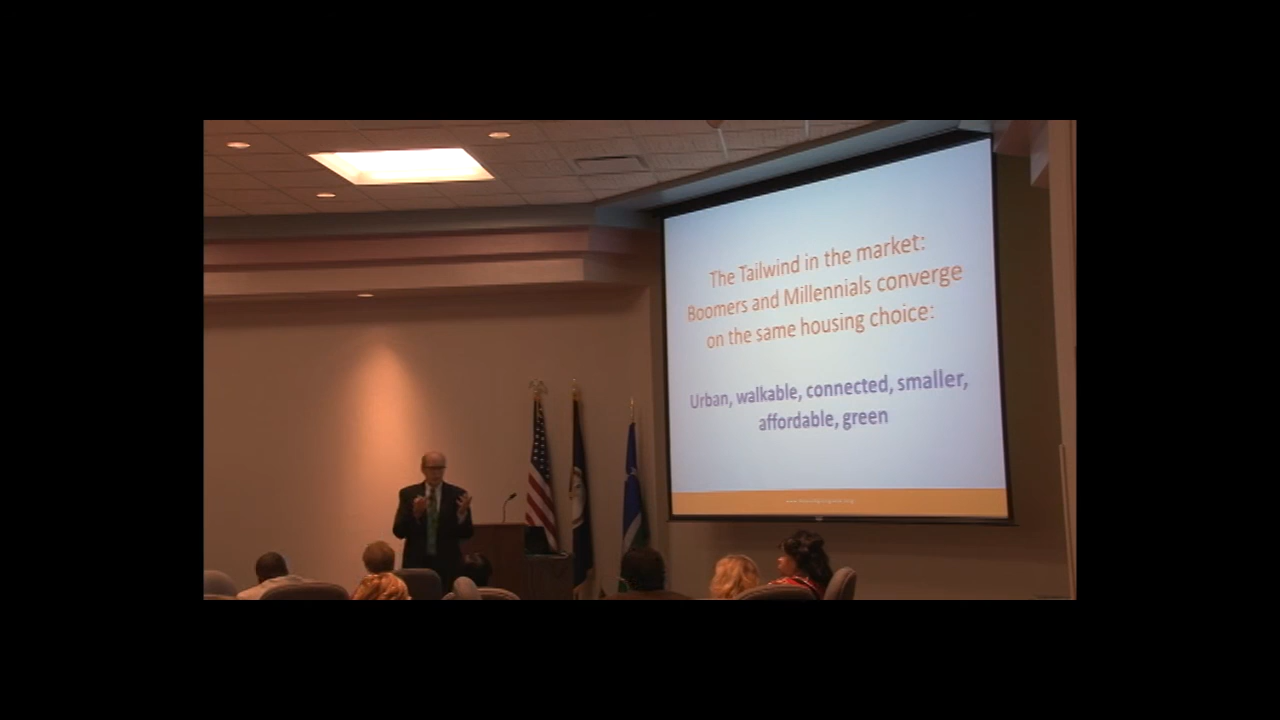 The Tailwind in the market:
Boomers and Millennials converge
on the same housing choice:
Urban, walkable, connected, smaller,
affordable, green